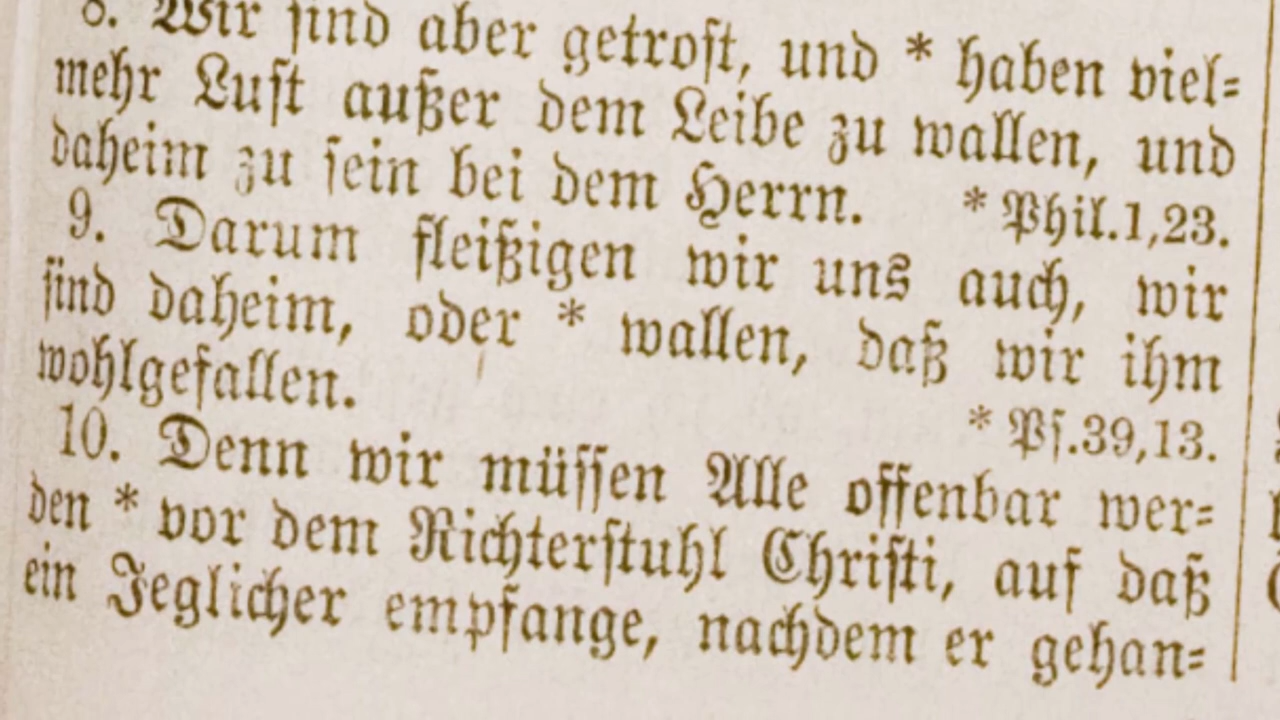 8. Wir sind aber getrost, und * haben viel=
mehr Lust außer dem Leibe zu wallen, und
daheim zu sein bei dem Herrn. * Phil.1,23.
9. Darum fleißigen wir uns auch, wir
sind daheim, oder * wallen, daß wir ihm
wohlgefallen. * Ps.39,13.
10. Denn wir müssen Alle offenbar wer=
den * vor dem Richterstuhl Christi, auf daß
ein Jeglicher empfange, nachdem er gehan=